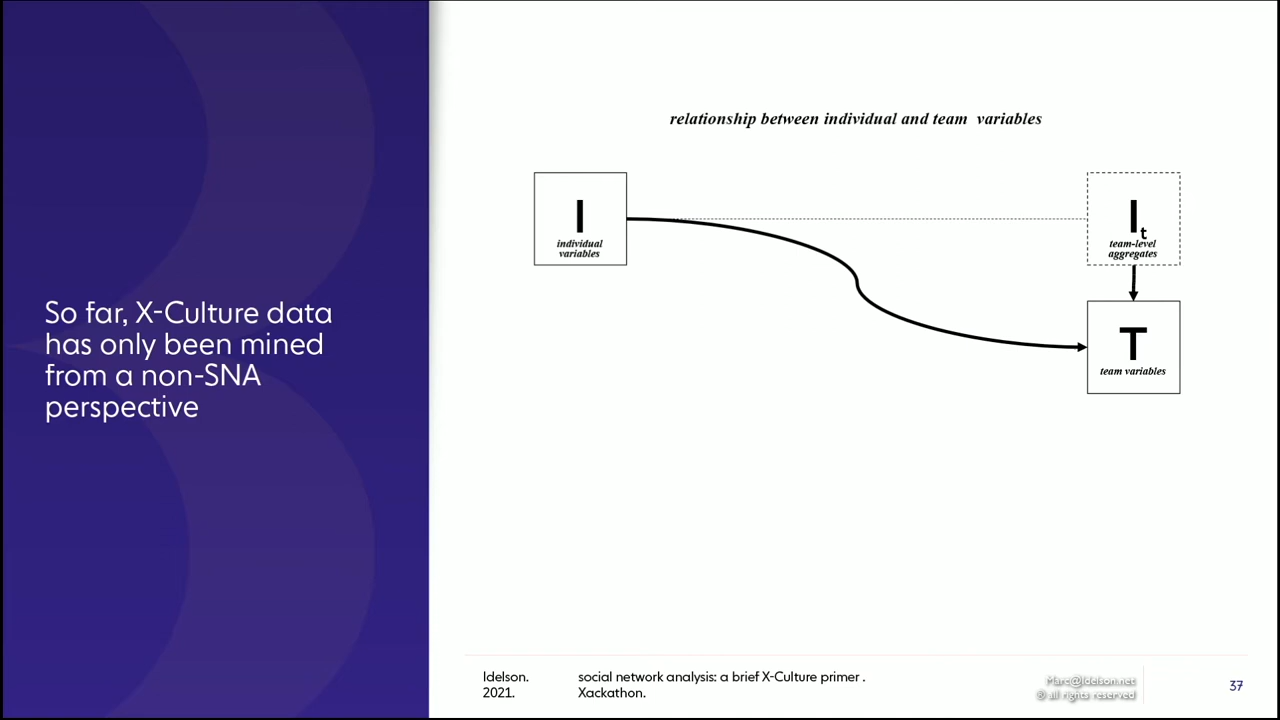 So far, X-Culture data
has only been mined
from a non-SNA
perspective
relationship between individual and team variables
I
individual
variables
It
team-level
aggregates
T
team variables
Idelson.
2021.
social network analysis: a brief X-Culture primer .
Xackathon.
Marc@Idelson.net
® all rights reserved
37